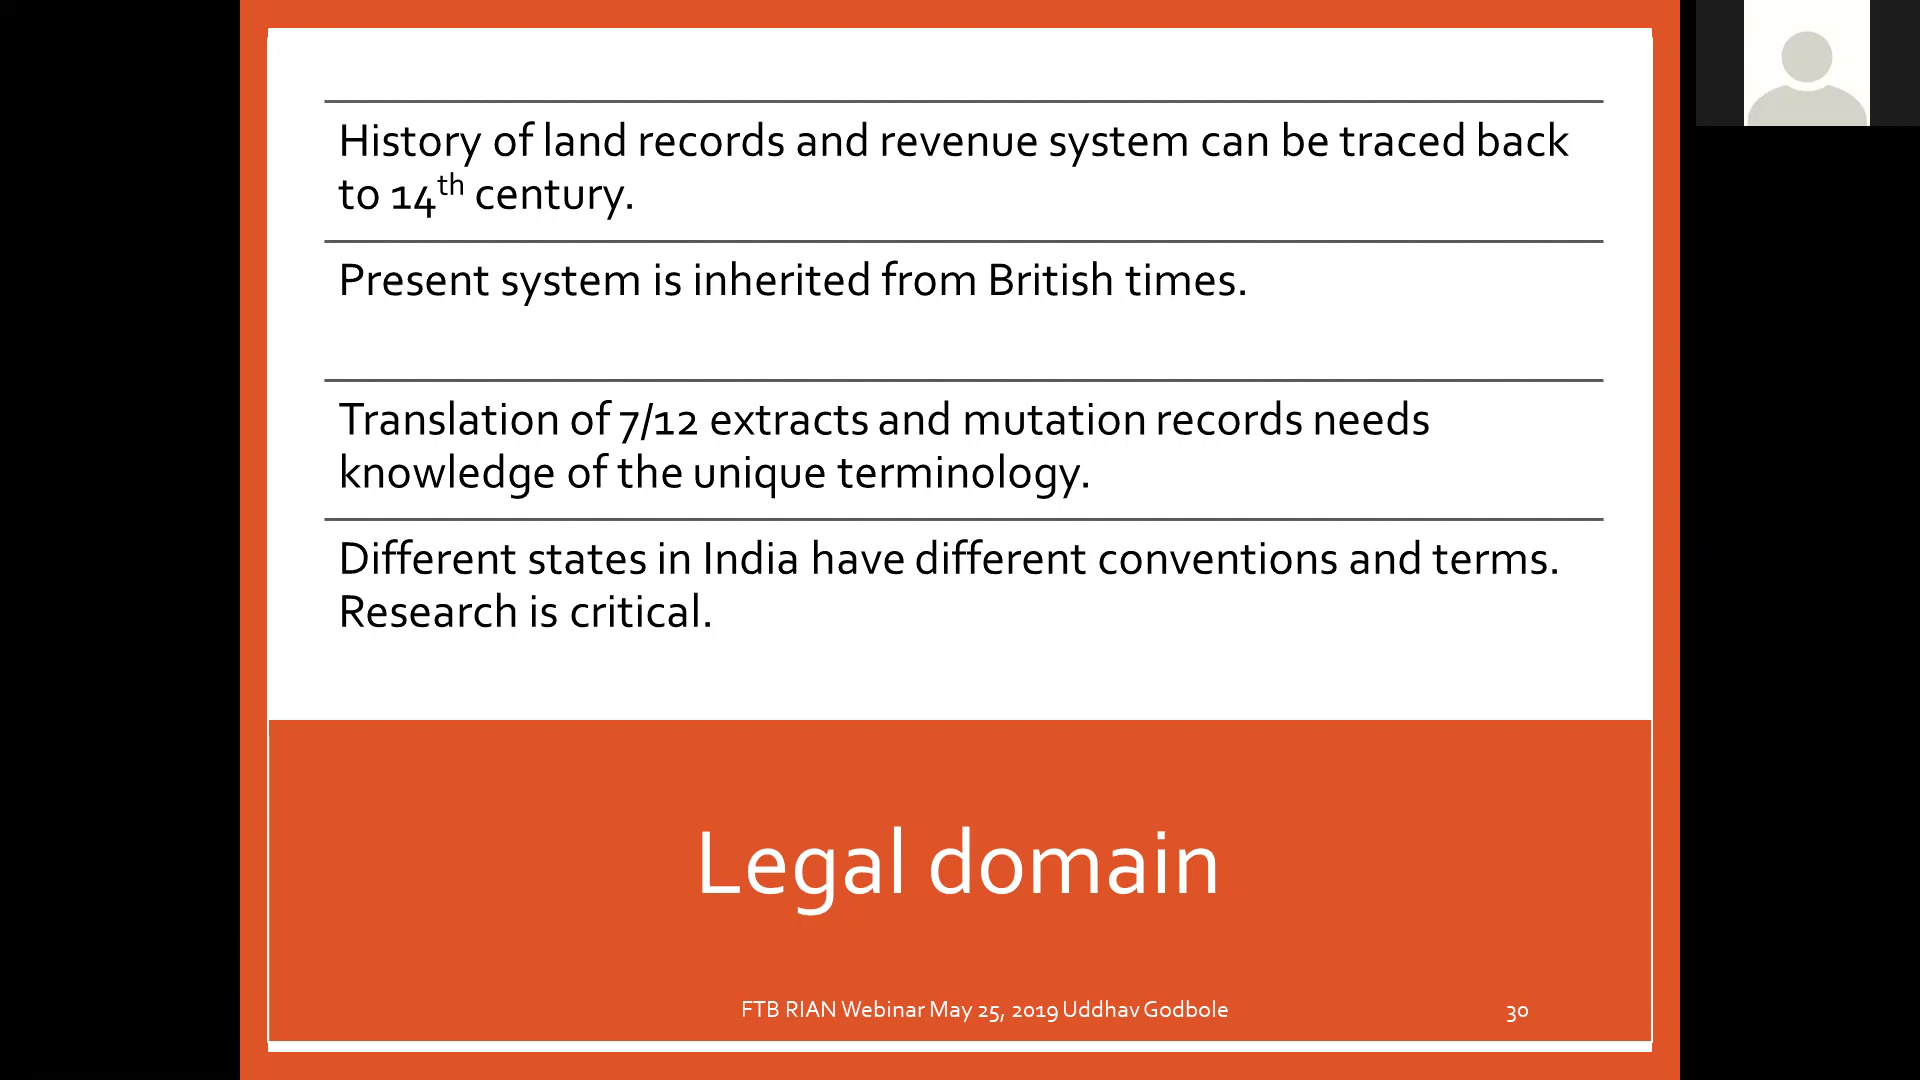 History of land records and revenue system can be traced back
to 14th century.
Present system is inherited from British times.
Translation of 7/12 extracts and mutation records needs
knowledge of the unique terminology.
Different states in India have different conventions and terms.
Research is critical.
Legal domain
FTB RIAN Webinar May 25, 2019 Uddhav Godbole
30